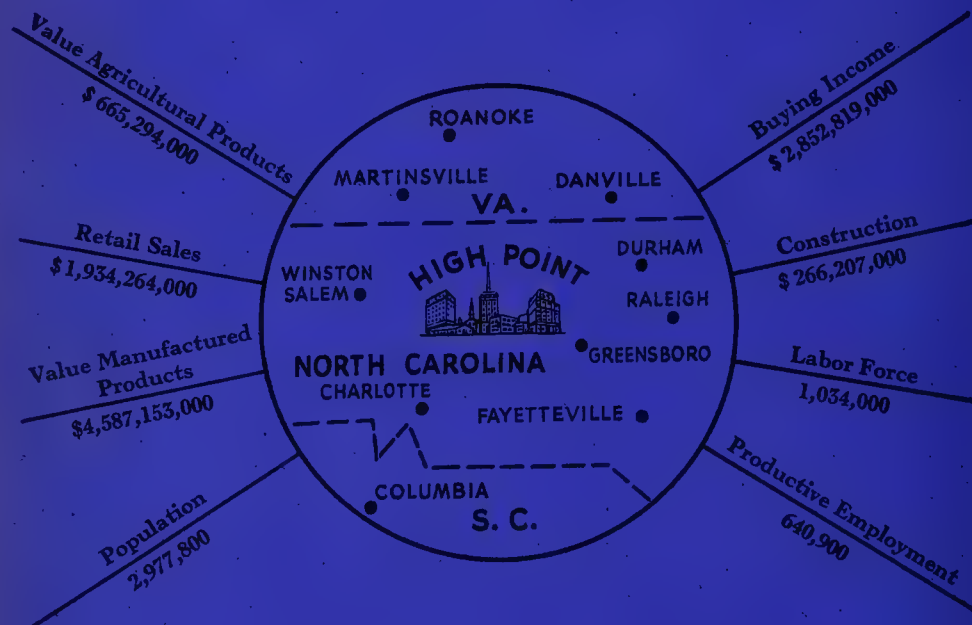 Value Agricultural Products
$ 665,294,000
Retail Sales
$1,934,264,000
Value Manufactured
Products
$4,587,153,000
Population
2,977,800
ROANOKE
MARTINSVILLE
DANVILLE
VA.
HIGH POINT
DURHAM
WINSTON
SALEM
RALEIGH
GREENSBORO
NORTH CAROLINA
CHARLOTTE
FAYETTEVILLE
COLUMBIA
S. C.
Buying Income
$ 2,852,819,000
Construction
$ 266,207,000
Labor Force
1,034,000
Productive Employment
640,900